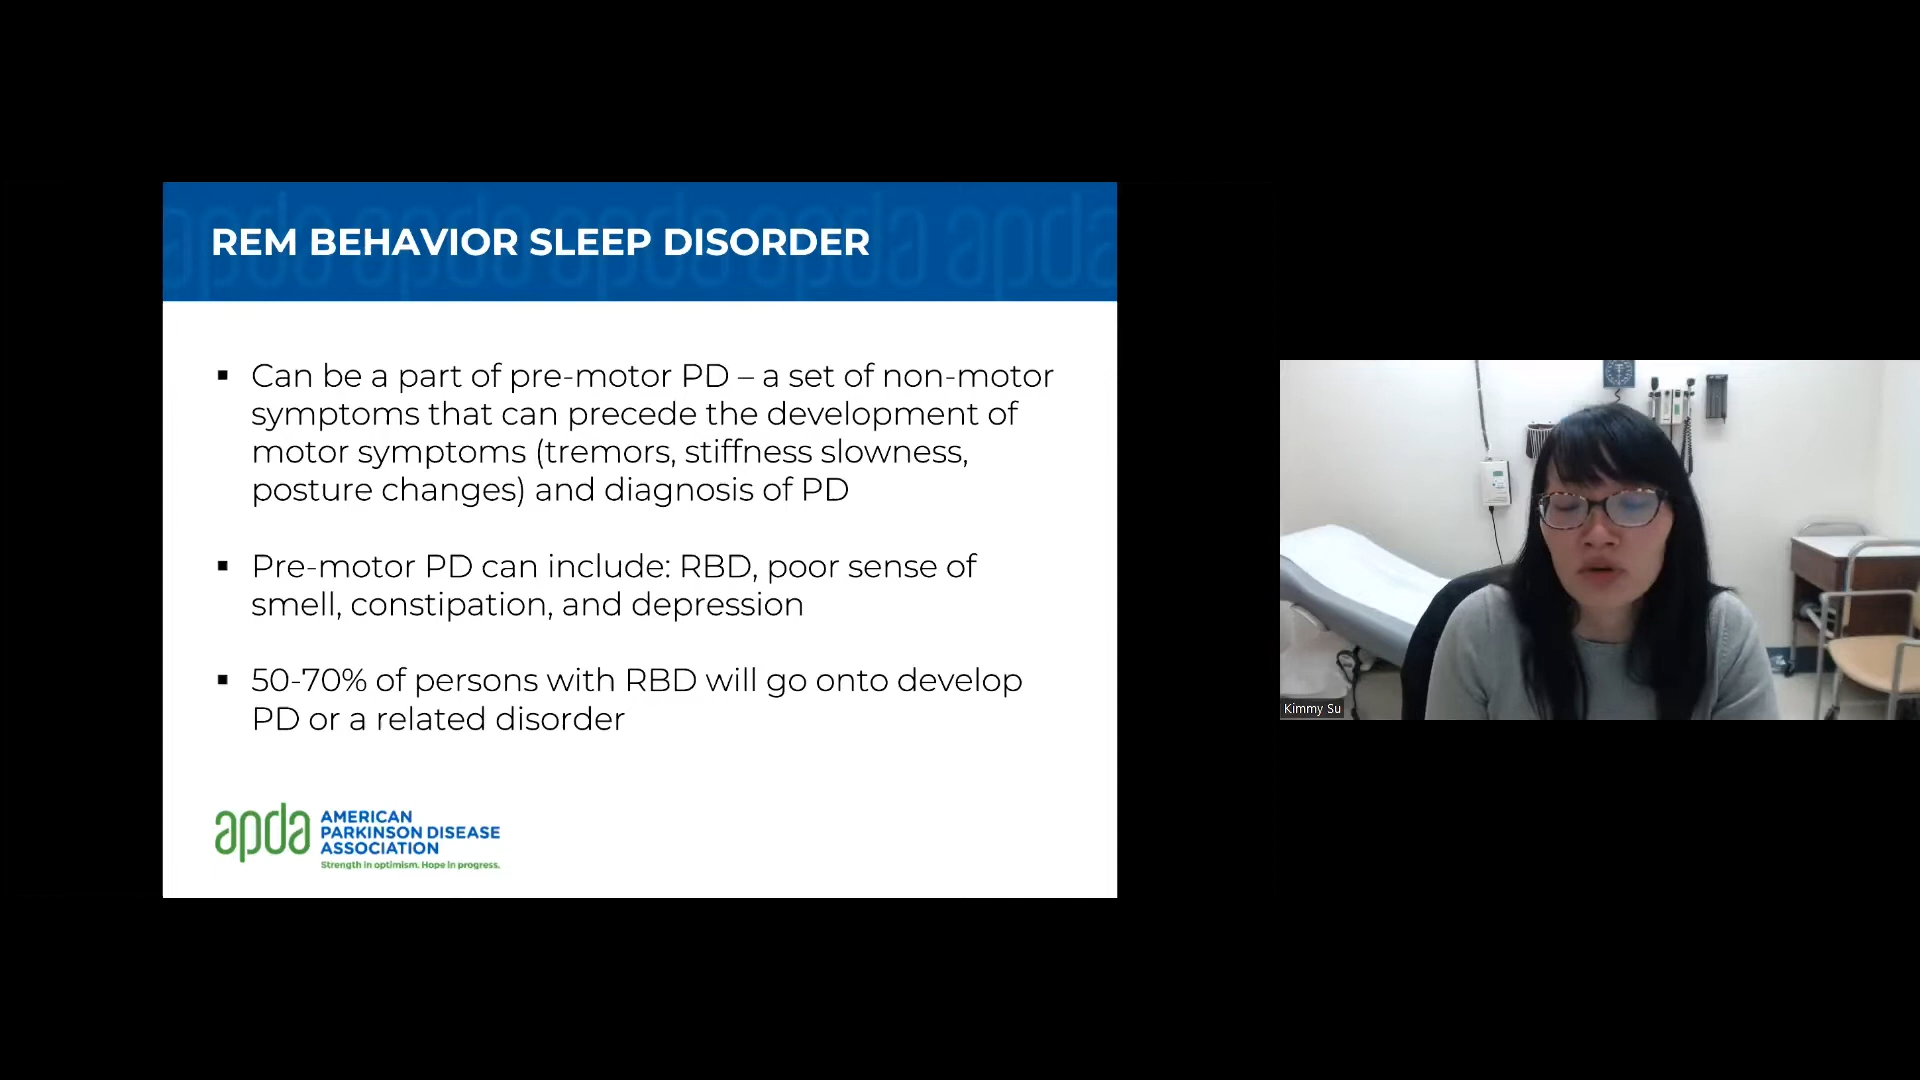 REM BEHAVIOR SLEEP DISORDER
▪ Can be a part of pre-motor PD – a set of non-motor
symptoms that can precede the development of
motor symptoms (tremors, stiffness slowness,
posture changes) and diagnosis of PD
▪ Pre-motor PD can include: RBD, poor sense of
smell, constipation, and depression
▪ 50-70% of persons with RBD will go onto develop
PD or a related disorder
apda
AMERICAN
PARKINSON DISEASE
ASSOCIATION
Strength in optimism. Hope in progress.
Kimmy Su